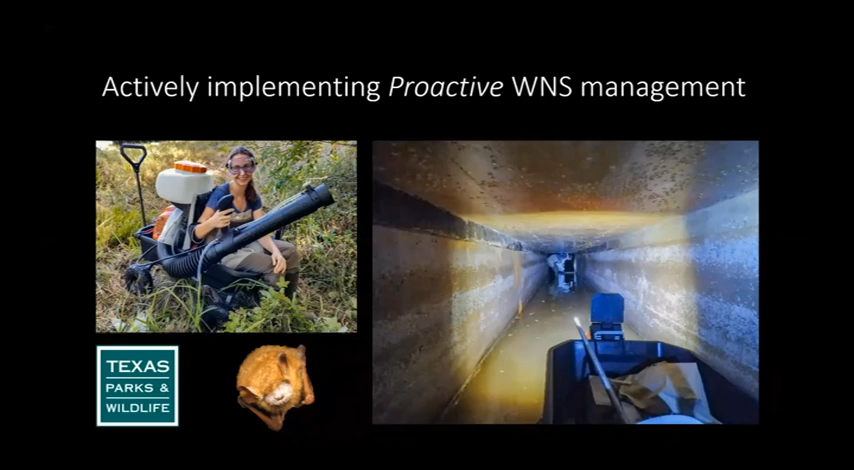 Actively implementing Proactive WNS management
TEXAS
PARKS &
WILDLIFE